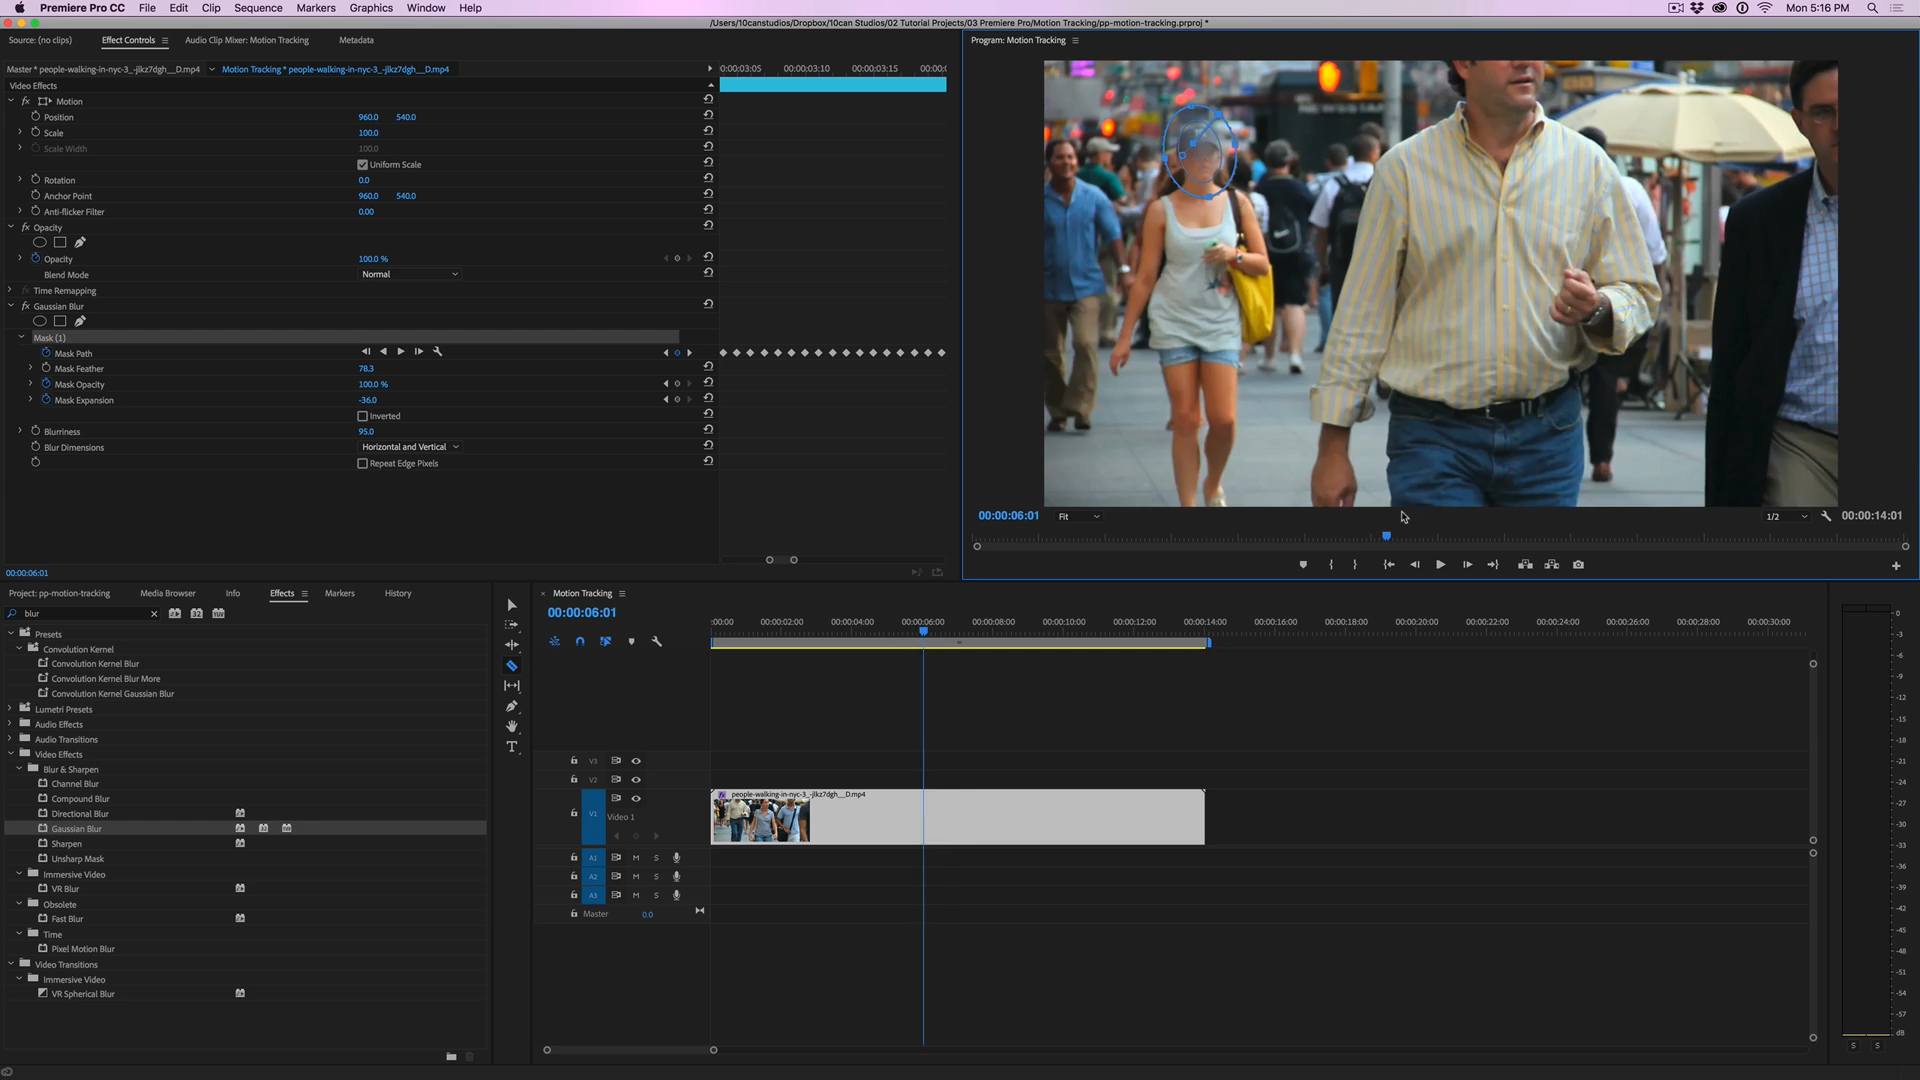 Premiere Pro CC File Edit Clip Sequence Markers Graphics Window Help Mon 5:16 PM
/Users/10canstudios/Dropbox/10can Studios/02 Tutorial Projects/03 Premiere Pro/Motion Tracking/pp-motion-tracking.prproj *
Source: (no clips) Effect Controls Audio Clip Mixer: Motion Tracking Metadata
Program: Motion Tracking
Master * people-walking-in-nyc-3_-jlkz7dgh__D.mp4 Motion Tracking * people-walking-in-nyc-3_-jlkz7dgh__D.mp4
0:00:03:05 00:00:03:10 00:00:03:15 00:00:0
Video Effects
fx Motion
Position 960.0 540.0
Scale 100.0
Scale Width 100.0
Uniform Scale
Rotation 0.0
Anchor Point 960.0 540.0
Anti-flicker Filter 0.00
fx Opacity
Opacity 100.0 %
Blend Mode Normal
Time Remapping
fx Gaussian Blur
Mask (1)
Mask Path
Mask Feather 78.3
Mask Opacity 100.0 %
Mask Expansion -36.0
Inverted
Blurriness 95.0
Blur Dimensions Horizontal and Vertical
Repeat Edge Pixels
00:00:06:01 Fit 1/2 00:00:14:01
00:00:06:01
Project: pp-motion-tracking Media Browser Info Effects Markers History
blur
32
Presets
Convolution Kernel
Convolution Kernel Blur
Convolution Kernel Blur More
Convolution Kernel Gaussian Blur
Lumetri Presets
Audio Effects
Audio Transitions
Video Effects
Blur & Sharpen
Channel Blur
Compound Blur
Directional Blur
Gaussian Blur
Sharpen
Unsharp Mask
Immersive Video
VR Blur
Obsolete
Fast Blur
Time
Pixel Motion Blur
Video Transitions
Immersive Video
VR Spherical Blur
× Motion Tracking
00:00:06:01
:00:00 00:00:02:00 00:00:04:00 00:00:06:00 00:00:08:00 00:00:10:00 00:00:12:00 00:00:14:00 00:00:16:00 00:00:18:00 00:00:20:00 00:00:22:00 00:00:24:00 00:00:26:00 00:00:28:00 00:00:30:00
T
V3
V2
V1 Video 1
fx people-walking-in-nyc-3_-jlkz7dgh__D.mp4
A1 M S
A2 M S
A3 M S
Master 0.0
0
-3
-6
-9
-12
-15
-18
-21
-24
-27
-30
-33
-36
-39
-42
-45
-48
-51
-54
-57
dB
S S